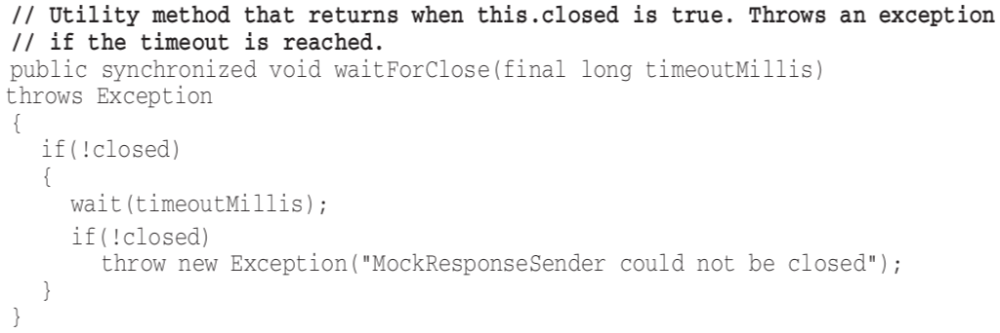 // Utility method that returns when this.closed is true. Throws an exception
// if the timeout is reached.
public synchronized void waitForClose(final long timeoutMillis)
throws Exception
{
if(!closed)
{
wait(timeoutMillis);
if(!closed)
throw new Exception("MockResponseSender could not be closed");
}
}